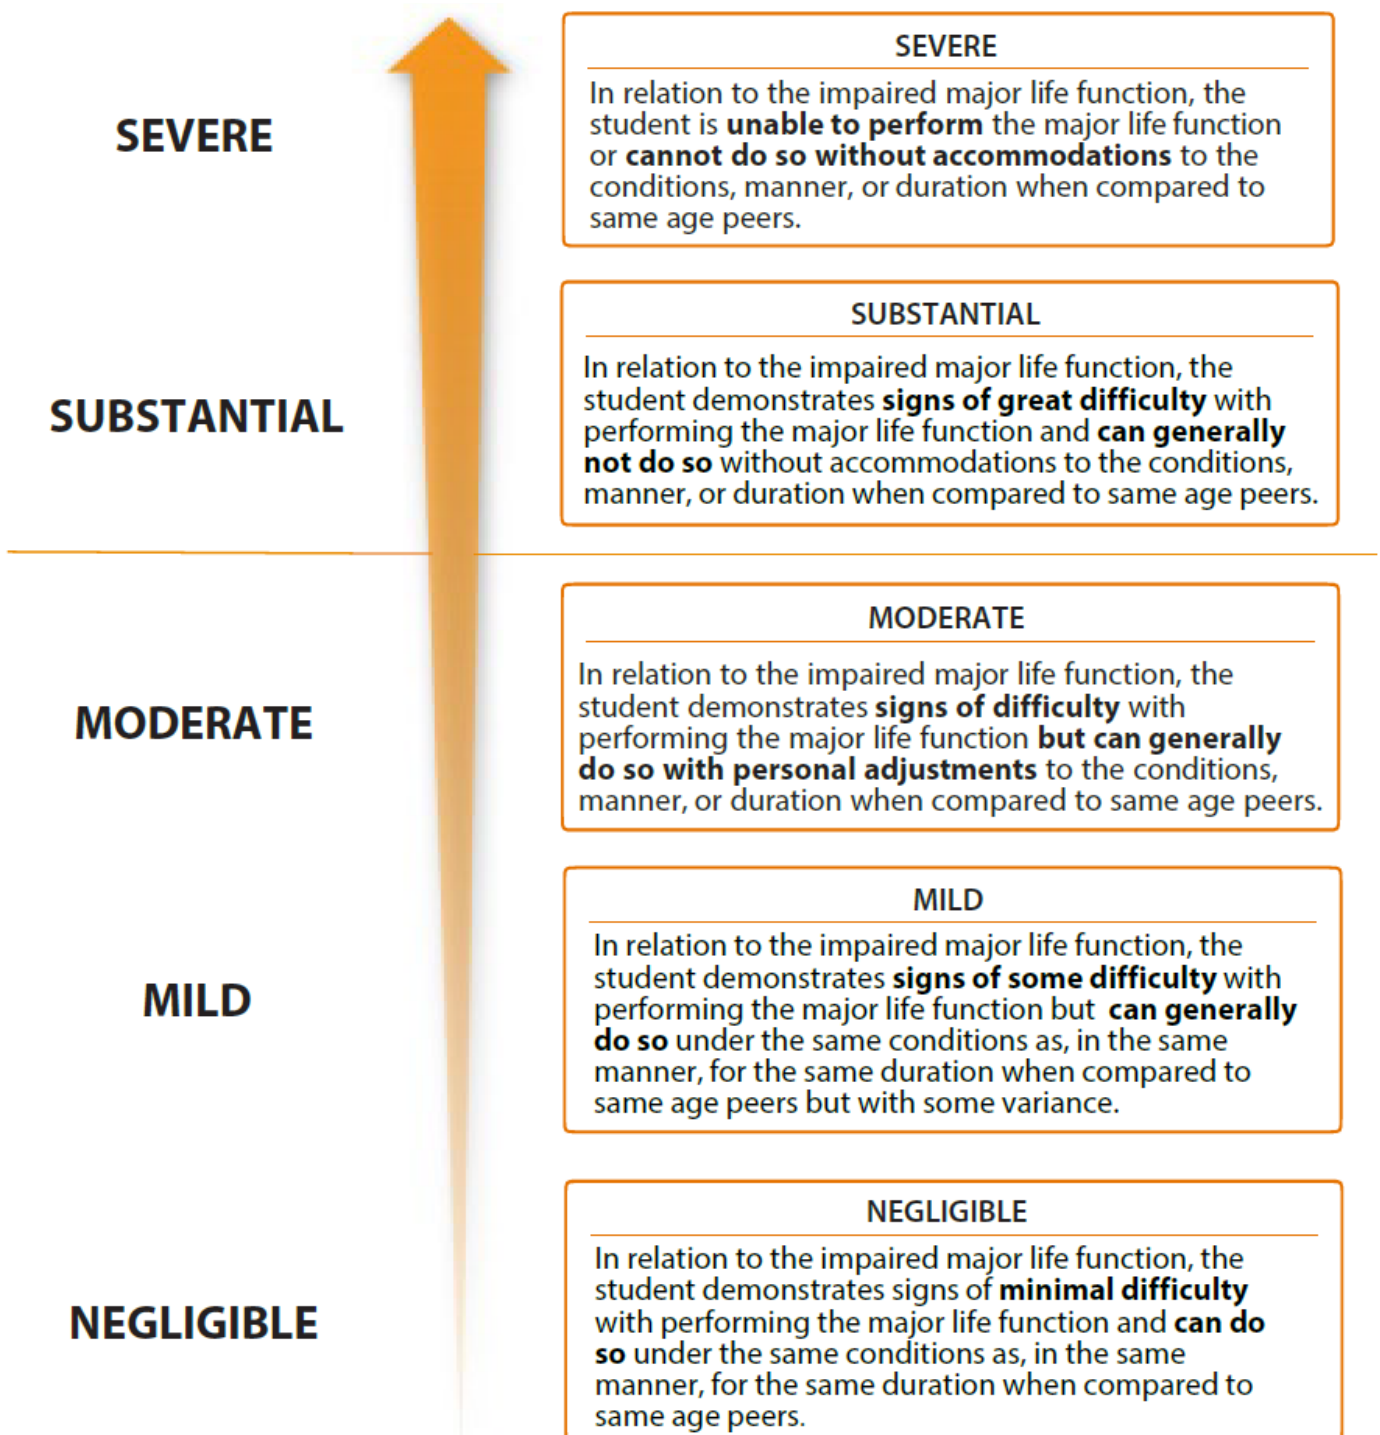 SEVERE
SEVERE
In relation to the impaired major life function, the
student is unable to perform the major life function
or cannot do so without accommodations to the
conditions, manner, or duration when compared to
same age peers.
SUBSTANTIAL
SUBSTANTIAL
In relation to the impaired major life function, the
student demonstrates signs of great difficulty with
performing the major life function and can generally
not do so without accommodations to the conditions,
manner, or duration when compared to same age peers.
MODERATE
MODERATE
In relation to the impaired major life function, the
student demonstrates signs of difficulty with
performing the major life function but can generally
do so with personal adjustments to the conditions,
manner, or duration when compared to same age peers.
MILD
MILD
In relation to the impaired major life function, the
student demonstrates signs of some difficulty with
performing the major life function but can generally
do so under the same conditions as, in the same
manner, for the same duration when compared to
same age peers but with some variance.
NEGLIGIBLE
NEGLIGIBLE
In relation to the impaired major life function, the
student demonstrates signs of minimal difficulty
with performing the major life function and can do
so under the same conditions as, in the same
manner, for the same duration when compared to
same age peers.